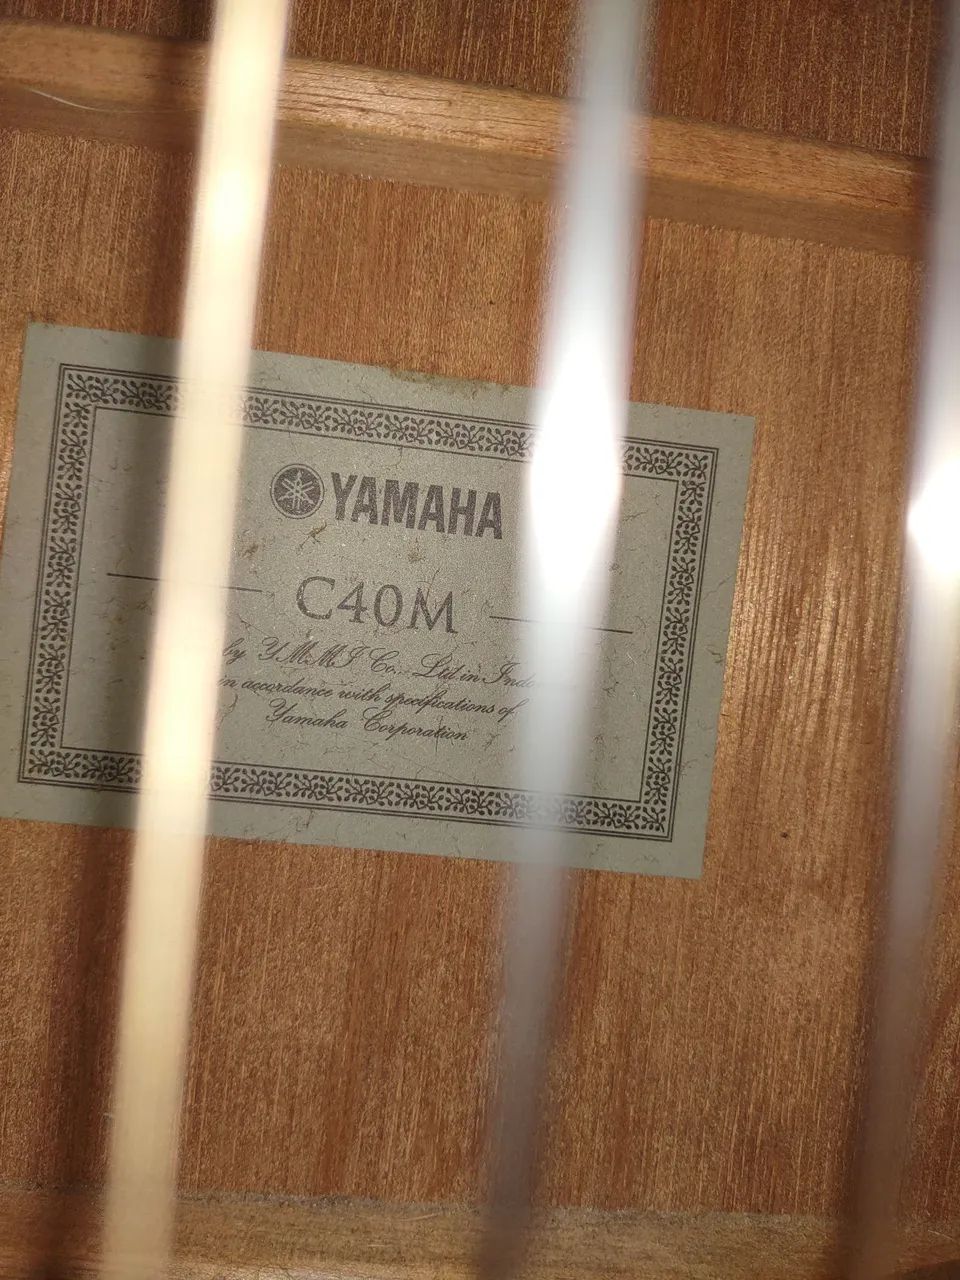 YAMAHA
C40M
by YMMI Co., Ltd in
in accordance with specifications of
Yamaha Corporation